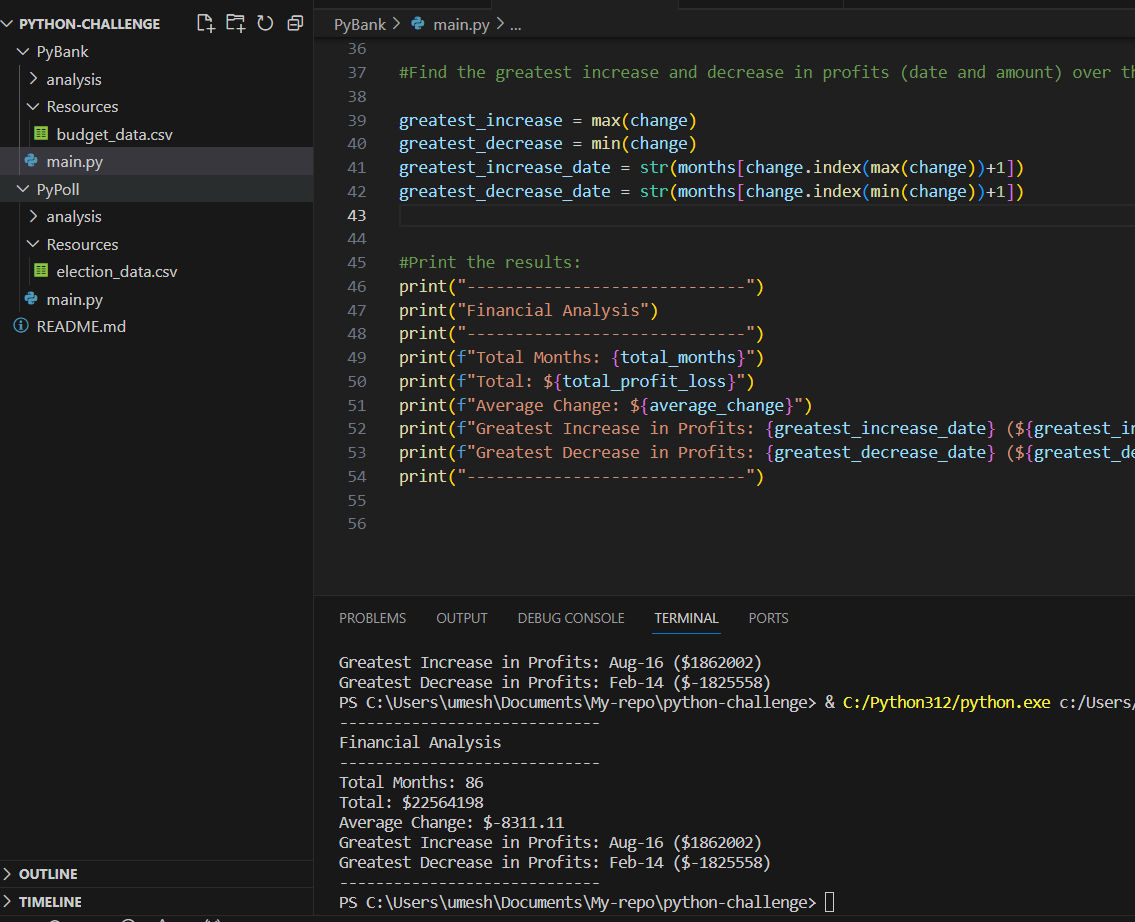 PYTHON-CHALLENGE
PyBank
analysis
Resources
budget_data.csv
main.py
PyPoll
analysis
Resources
election_data.csv
main.py
README.md
OUTLINE
TIMELINE
PyBank > main.py > ...
36
37 #Find the greatest increase and decrease in profits (date and amount) over
38
39 greatest_increase = max(change)
40 greatest_decrease = min(change)
41 greatest_increase_date = str(months[change.index(max(change))+1])
42 greatest_decrease_date = str(months[change.index(min(change))+1])
43
44
45 #Print the results:
46 print("-----------------------------")
47 print("Financial Analysis")
48 print("-----------------------------")
49 print(f"Total Months: {total_months}")
50 print(f"Total: ${total_profit_loss}")
51 print(f"Average Change: ${average_change}")
52 print(f"Greatest Increase in Profits: {greatest_increase_date} (${greatest_in
53 print(f"Greatest Decrease in Profits: {greatest_decrease_date} (${greatest_de
54 print("-----------------------------")
55
56
PROBLEMS OUTPUT DEBUG CONSOLE TERMINAL PORTS
Greatest Increase in Profits: Aug-16 ($1862002)
Greatest Decrease in Profits: Feb-14 ($-1825558)
PS C:\Users\umesh\Documents\My-repo\python-challenge> & C:/Python312/python.exe c:/Users/
-----------------------------
Financial Analysis
-----------------------------
Total Months: 86
Total: $22564198
Average Change: $-8311.11
Greatest Increase in Profits: Aug-16 ($1862002)
Greatest Decrease in Profits: Feb-14 ($-1825558)
-----------------------------
PS C:\Users\umesh\Documents\My-repo\python-challenge>